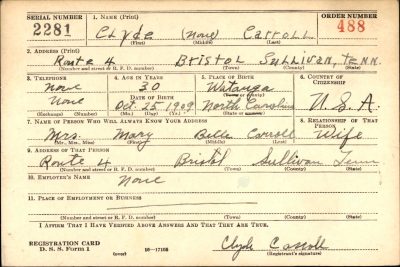 SERIAL NUMBER 1. NAME (Print) ORDER NUMBER
2281 Clyde (None) Carroll 488
(First) (Middle) (Last)
2. ADDRESS (Print)
Route 4 Bristol Sullivan, Tenn
(Number and street or R. F. D. number) (Town) (County) (State)
3. TELEPHONE 4. AGE IN YEARS 5. PLACE OF BIRTH 6. COUNTRY OF CITIZENSHIP
None 30 Watauga
DATE OF BIRTH (Town or county)
None Oct. 25 1909 North Carolina U. S. A.
(Exchange) (Number) (Mo.) (Day) (Yr.) (State or country)
7. NAME OF PERSON WHO WILL ALWAYS KNOW YOUR ADDRESS 8. RELATIONSHIP OF THAT PERSON
Mrs. Mary Belle Carroll Wife
(Mr., Mrs., Miss) (First) (Middle) (Last)
9. ADDRESS OF THAT PERSON
Route 4 Bristol Sullivan Tenn
(Number and street or R. F. D. number) (Town) (County) (State)
10. EMPLOYER'S NAME
None
11. PLACE OF EMPLOYMENT OR BUSINESS
(Number and street or R. F. D. number) (Town) (County) (State)
I AFFIRM THAT I HAVE VERIFIED ABOVE ANSWERS AND THAT THEY ARE TRUE.
REGISTRATION CARD
D. S. S. Form 1 16—17105 Clyde Carroll
(Registrant's signature)